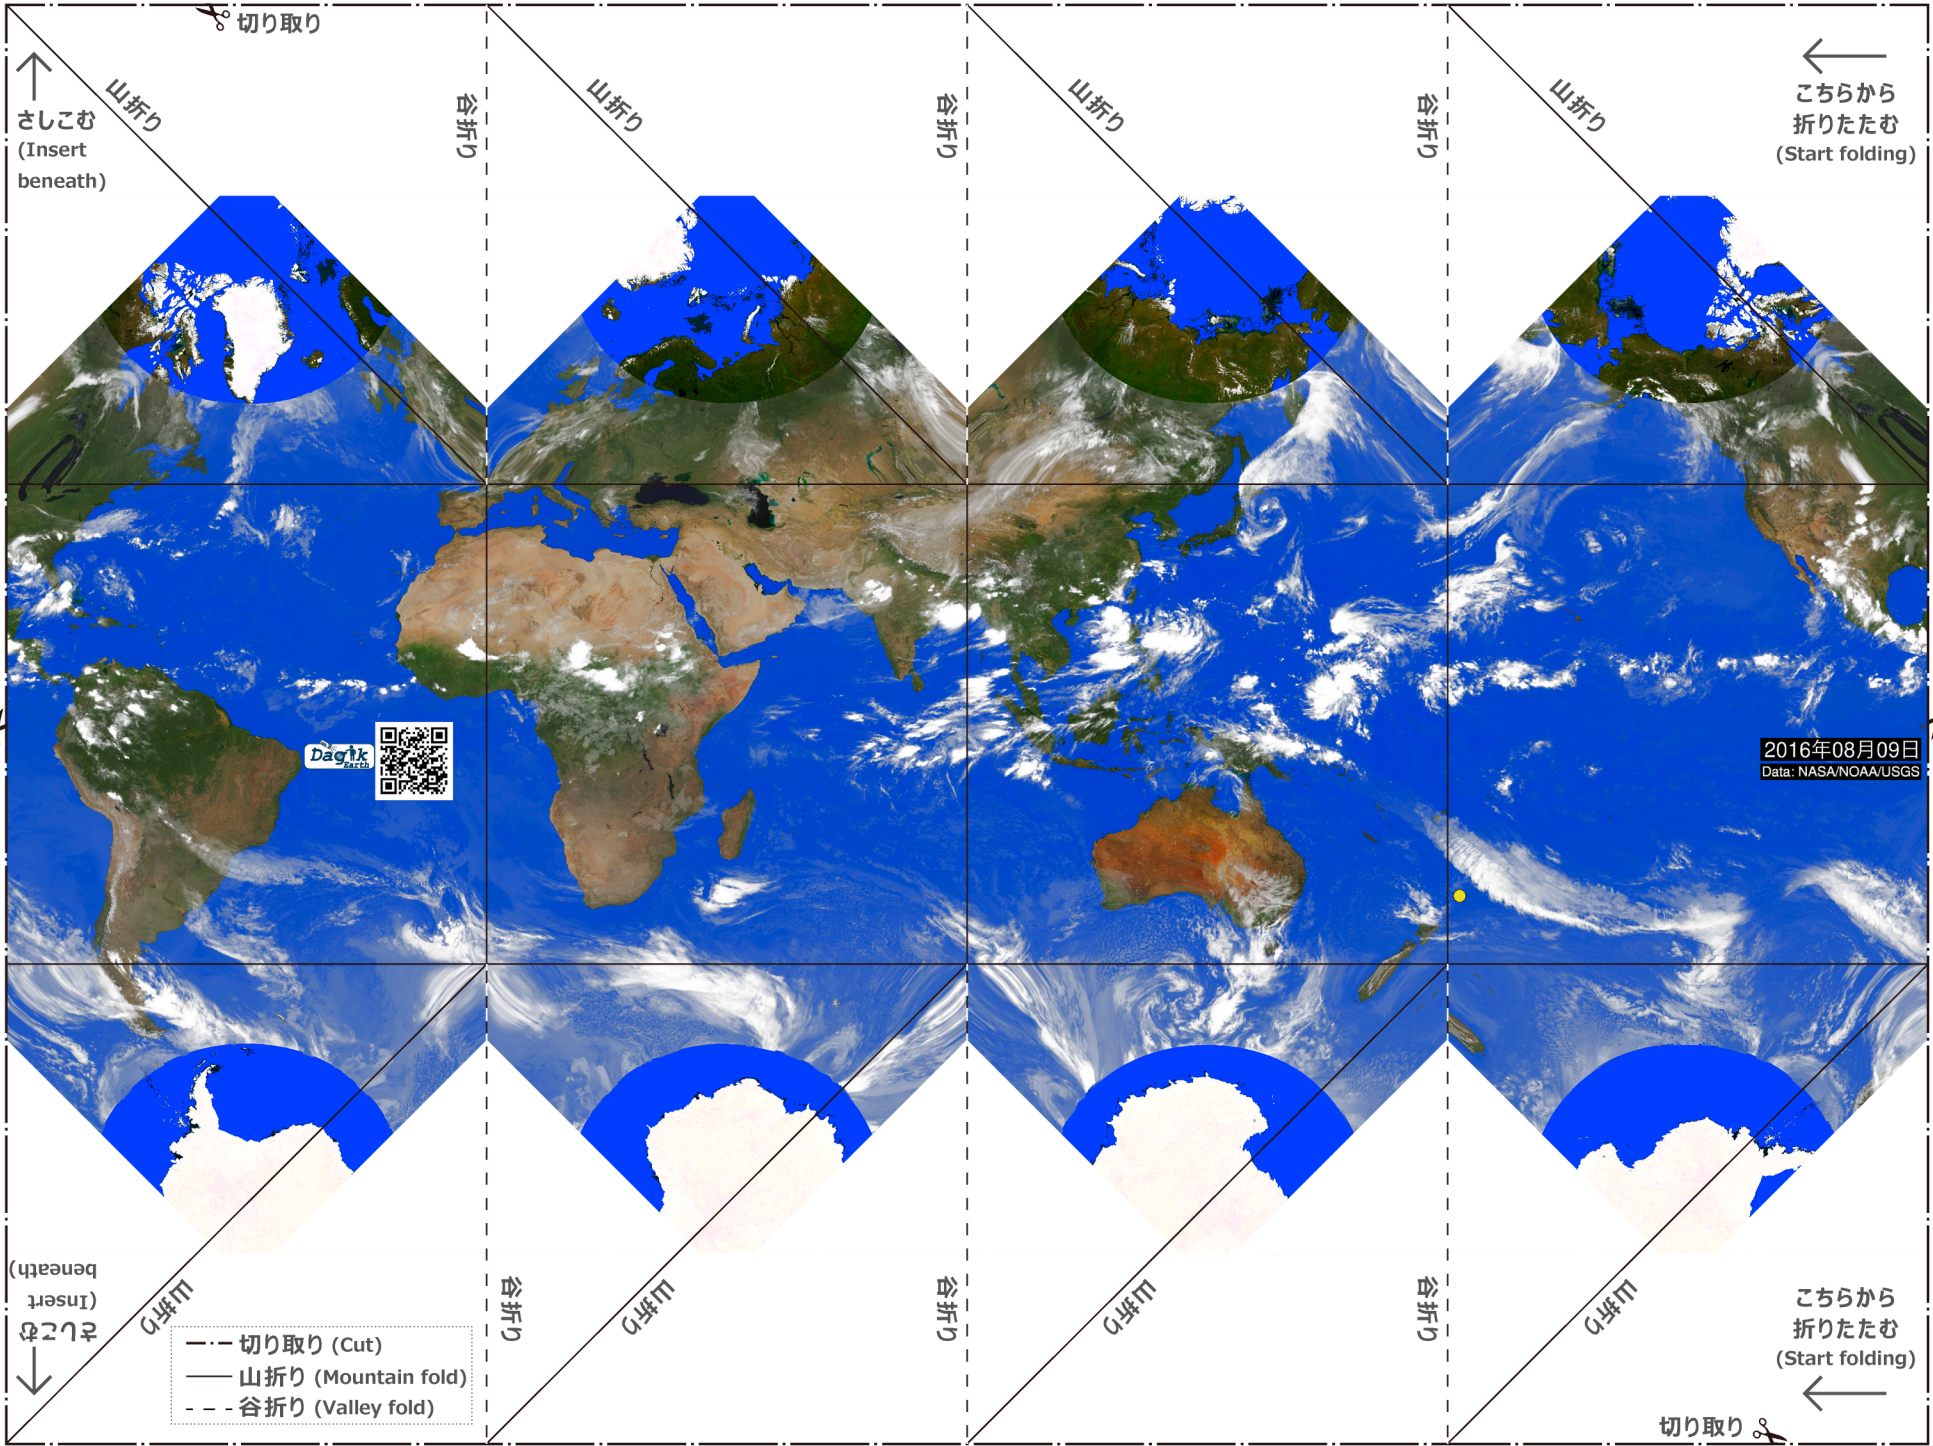 切り取り
山折り
谷折り
山折り
谷折り
山折り
谷折り
山折り
さしこむ
(Insert
beneath)
こちらから
折りたたむ
(Start folding)
Dagik
Earth
2016年08月09日
Data: NASA/NOAA/USGS
さしこむ
(Insert
beneath)
山折り
谷折り
山折り
谷折り
山折り
谷折り
山折り
こちらから
折りたたむ
(Start folding)
切り取り (Cut)
山折り (Mountain fold)
谷折り (Valley fold)
切り取り